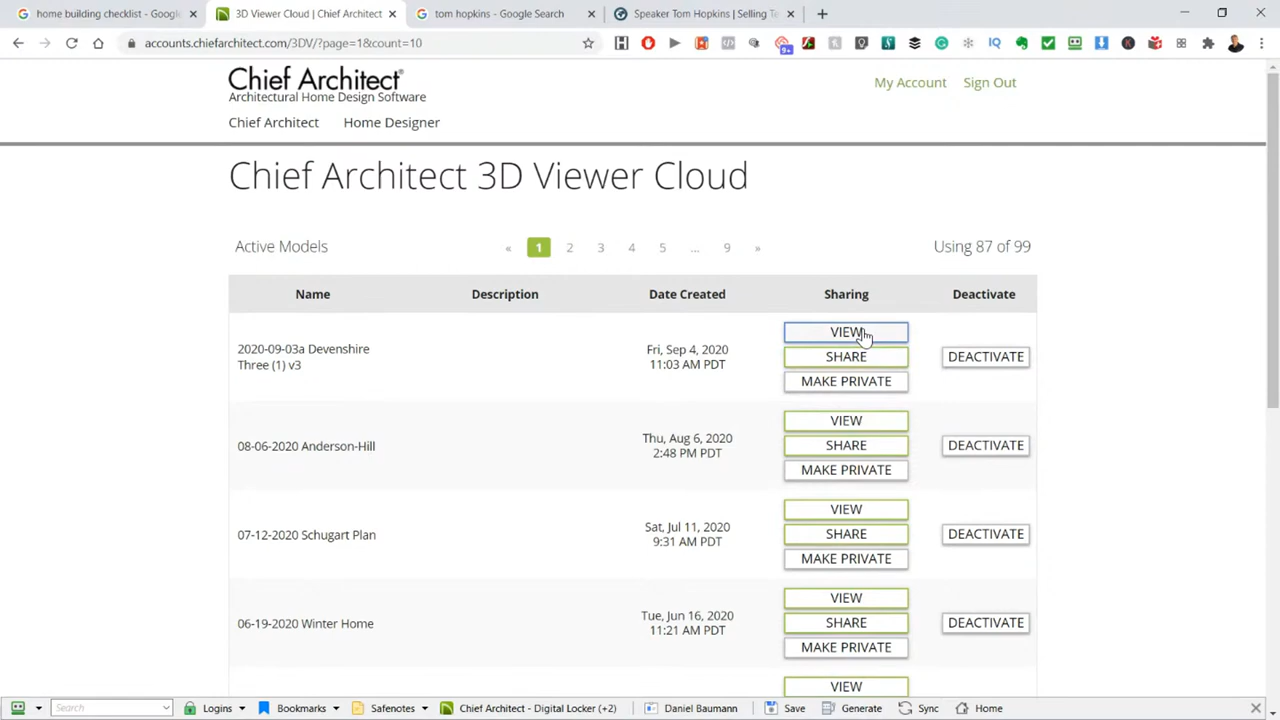 home building checklist - Google
3D Viewer Cloud | Chief Architect
tom hopkins - Google Search
Speaker Tom Hopkins | Selling Te
accounts.chiefarchitect.com/3DV/?page=1&count=10
9+
Chief Architect®
Architectural Home Design Software
My Account Sign Out
Chief Architect Home Designer
Chief Architect 3D Viewer Cloud
Active Models « 1 2 3 4 5 ... 9 » Using 87 of 99
Name Description Date Created Sharing Deactivate
2020-09-03a Devenshire
Three (1) v3
Fri, Sep 4, 2020
11:03 AM PDT
VIEW
SHARE
MAKE PRIVATE
DEACTIVATE
08-06-2020 Anderson-Hill
Thu, Aug 6, 2020
2:48 PM PDT
VIEW
SHARE
MAKE PRIVATE
DEACTIVATE
07-12-2020 Schugart Plan
Sat, Jul 11, 2020
9:31 AM PDT
VIEW
SHARE
MAKE PRIVATE
DEACTIVATE
06-19-2020 Winter Home
Tue, Jun 16, 2020
11:21 AM PDT
VIEW
SHARE
MAKE PRIVATE
DEACTIVATE
VIEW
Search Logins Bookmarks Safenotes Chief Architect - Digital Locker (+2) Daniel Baumann Save Generate Sync Home